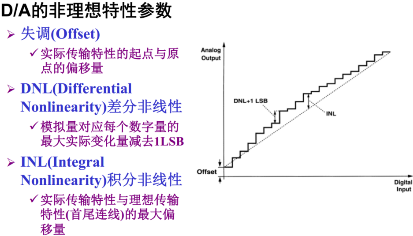 D/A的非理想特性参数
➢ 失调(Offset)
✓实际传输特性的起点与原
点的偏移量
➢ DNL(Differential
Nonlinearity)差分非线性
✓模拟量对应每个数字量的
最大实际变化量减去1LSB
➢ INL(Integral
Nonlinearity)积分非线性
✓实际传输特性与理想传输
特性(首尾连线)的最大偏
移量
Analog
Output
DNL+1 LSB
INL
Offset
Digital
Input